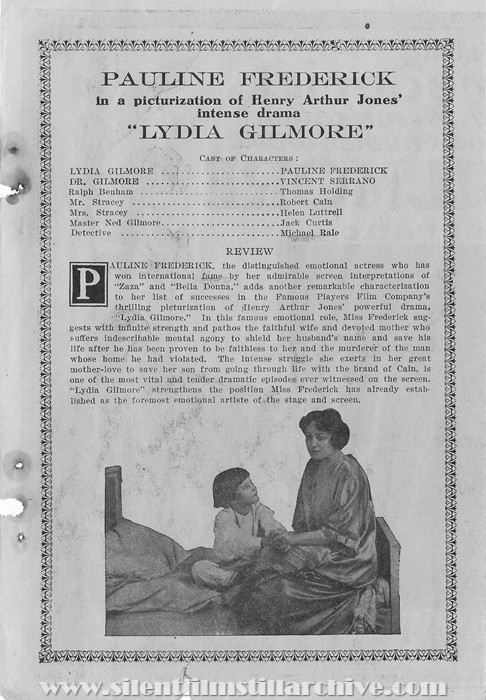 PAULINE FREDERICK
in a picturization of Henry Arthur Jones'
intense drama
"LYDIA GILMORE"
CAST OF CHARACTERS:
LYDIA GILMORE ....................PAULINE FREDERICK
DR. GILMORE ...........................VINCENT SERRANO
Ralph Benham ........................Thomas Holding
Mr. Stracey ..........................Robert Cain
Mrs. Stracey ..........................Helen Luttrell
Master Ned Gilmore.....................Jack Curtis
Detective ............................Michael Rale
REVIEW
PAULINE FREDERICK, the distinguished emotional actress who has
won international fame by her admirable screen interpretations of
"Zaza" and "Bella Donna," adds another remarkable characterization
to her list of successes in the Famous Players Film Company's
thrilling picturization of Henry Arthur Jones' powerful drama,
"Lydia Gilmore." In this famous emotional role, Miss Frederick sug-
gests with infinite strength and pathos the faithful wife and devoted mother who
suffers indescribable mental agony to shield her husband's name and save his
life after he has been proven to be faithless to her and the murderer of the man
whose home he had violated. The intense struggle she exerts in her great
mother-love to save her son from going through life with the brand of Cain, is
one of the most vital and tender dramatic episodes ever witnessed on the screen.
"Lydia Gilmore" strengthens the position Miss Frederick has already estab-
lished as the foremost emotional artiste of the stage and screen.
www.silentfilmstillarchive.com